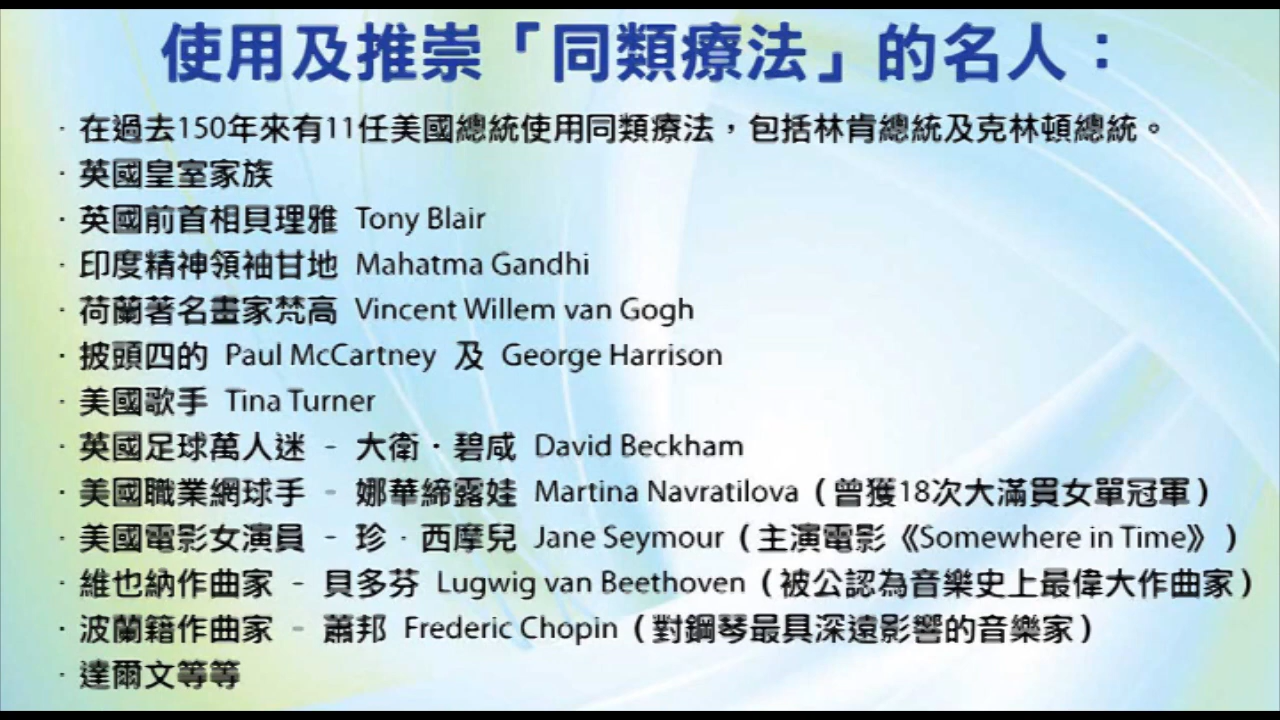 使用及推崇「同類療法」的名人：
· 在過去150年來有11任美國總統使用同類療法，包括林肯總統及克林頓總統。
· 英國皇室家族
· 英國前首相貝理雅 Tony Blair
· 印度精神領袖甘地 Mahatma Gandhi
· 荷蘭著名畫家梵高 Vincent Willem van Gogh
· 披頭四的 Paul McCartney 及 George Harrison
· 美國歌手 Tina Turner
· 英國足球萬人迷 - 大衛·碧咸 David Beckham
· 美國職業網球手 - 娜華締露娃 Martina Navratilova（曾獲18次大滿貫女單冠軍）
· 美國電影女演員 - 珍·西摩兒 Jane Seymour（主演電影《Somewhere in Time》）
· 維也納作曲家 - 貝多芬 Lugwig van Beethoven（被公認為音樂史上最偉大作曲家）
· 波蘭籍作曲家 - 蕭邦 Frederic Chopin（對鋼琴最具深遠影響的音樂家）
· 達爾文等等